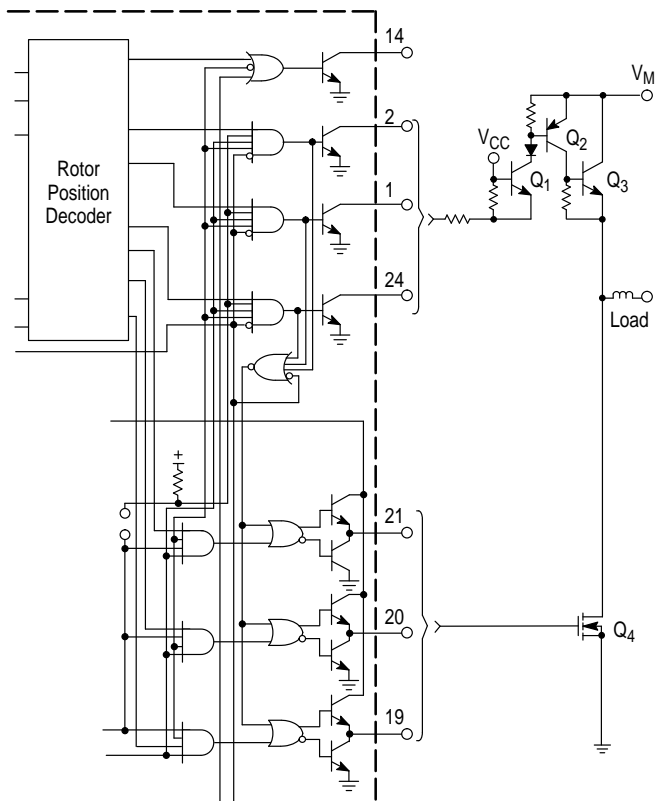 14
V_M
2
V_CC
Q_2
Rotor
Position
Decoder
Q_1
Q_3
1
24
Load
+
21
20
Q_4
19